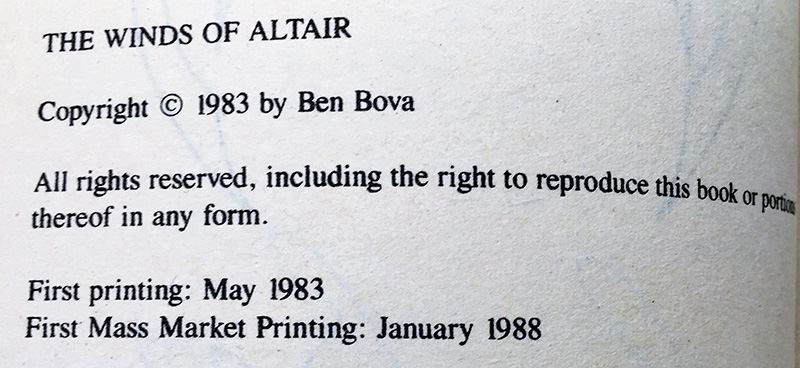 THE WINDS OF ALTAIR
Copyright © 1983 by Ben Bova
All rights reserved, including the right to reproduce this book or portions
thereof in any form.
First printing: May 1983
First Mass Market Printing: January 1988